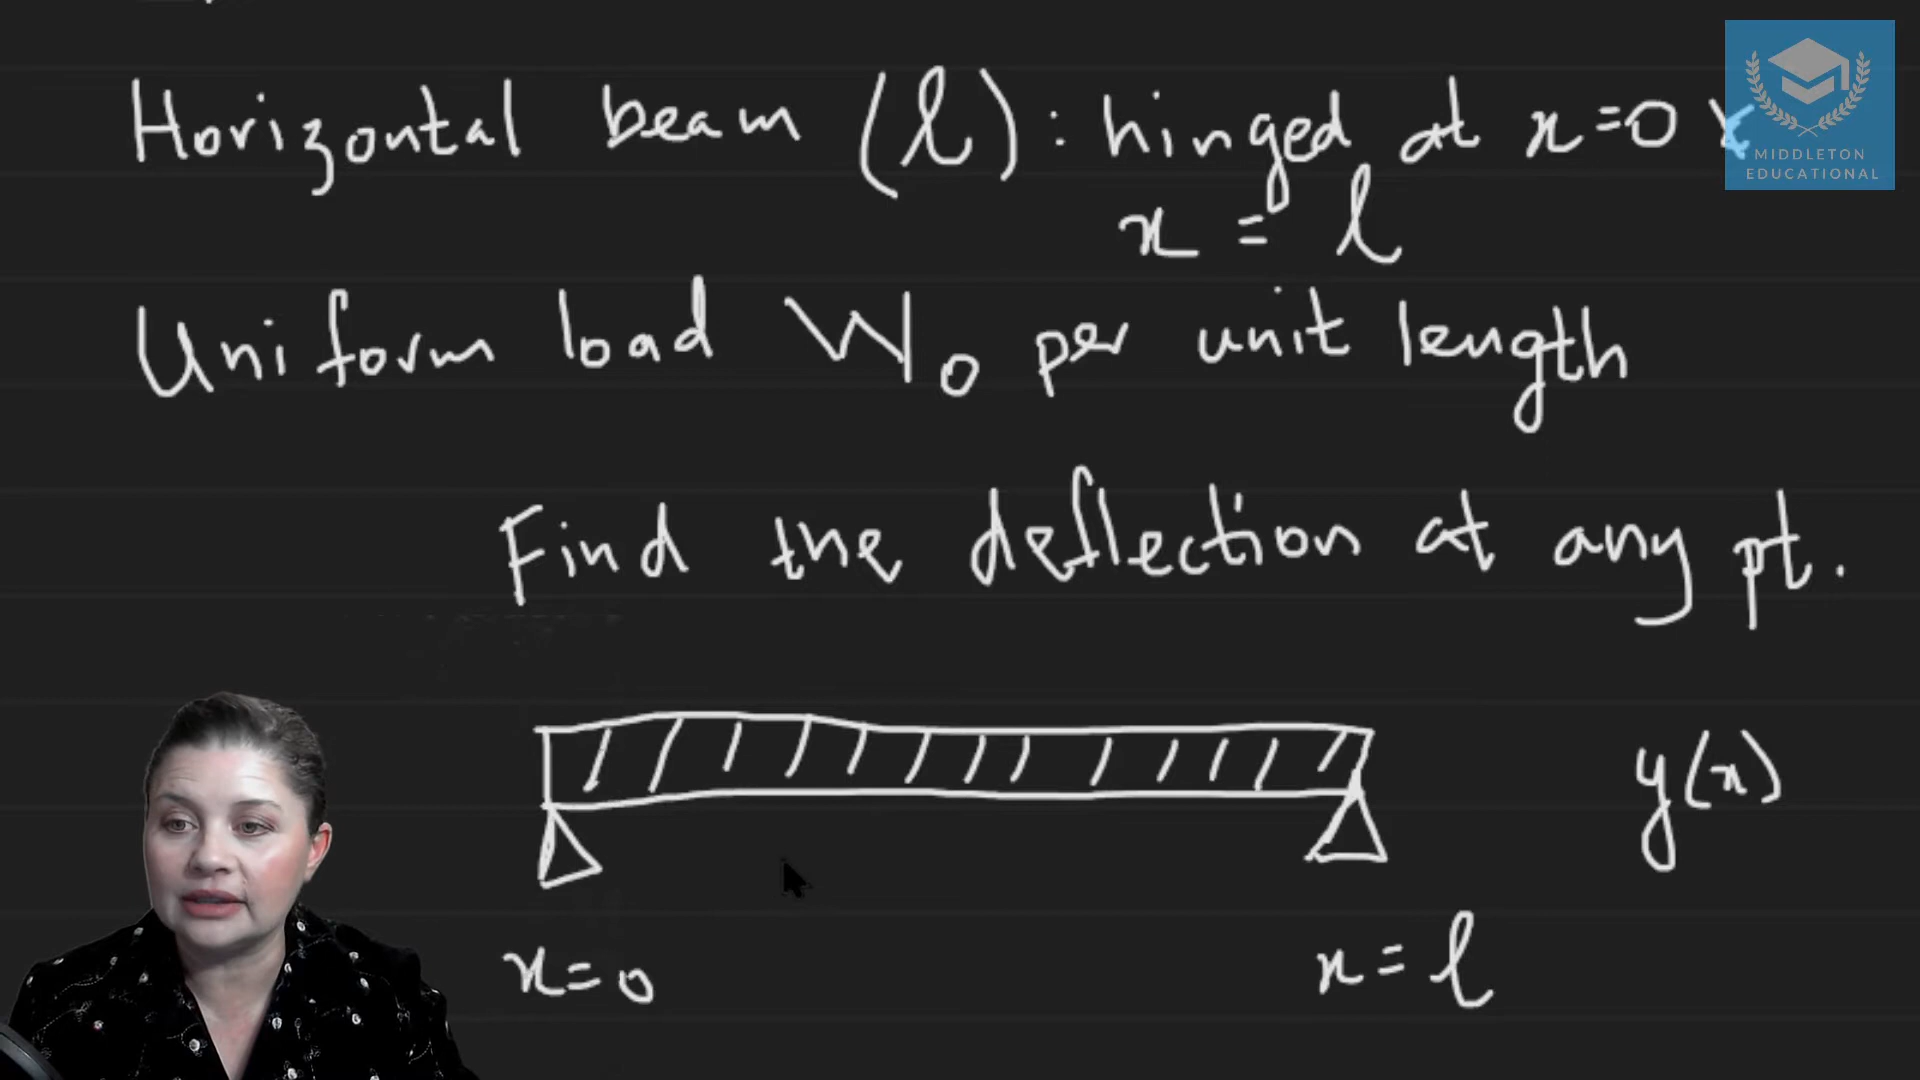 Horizontal beam (l): hinged at x=0 &
x = l
Uniform load W₀ per unit length
Find the deflection at any pt.
y(x)
x=0
x=l
MIDDLETON
EDUCATIONAL